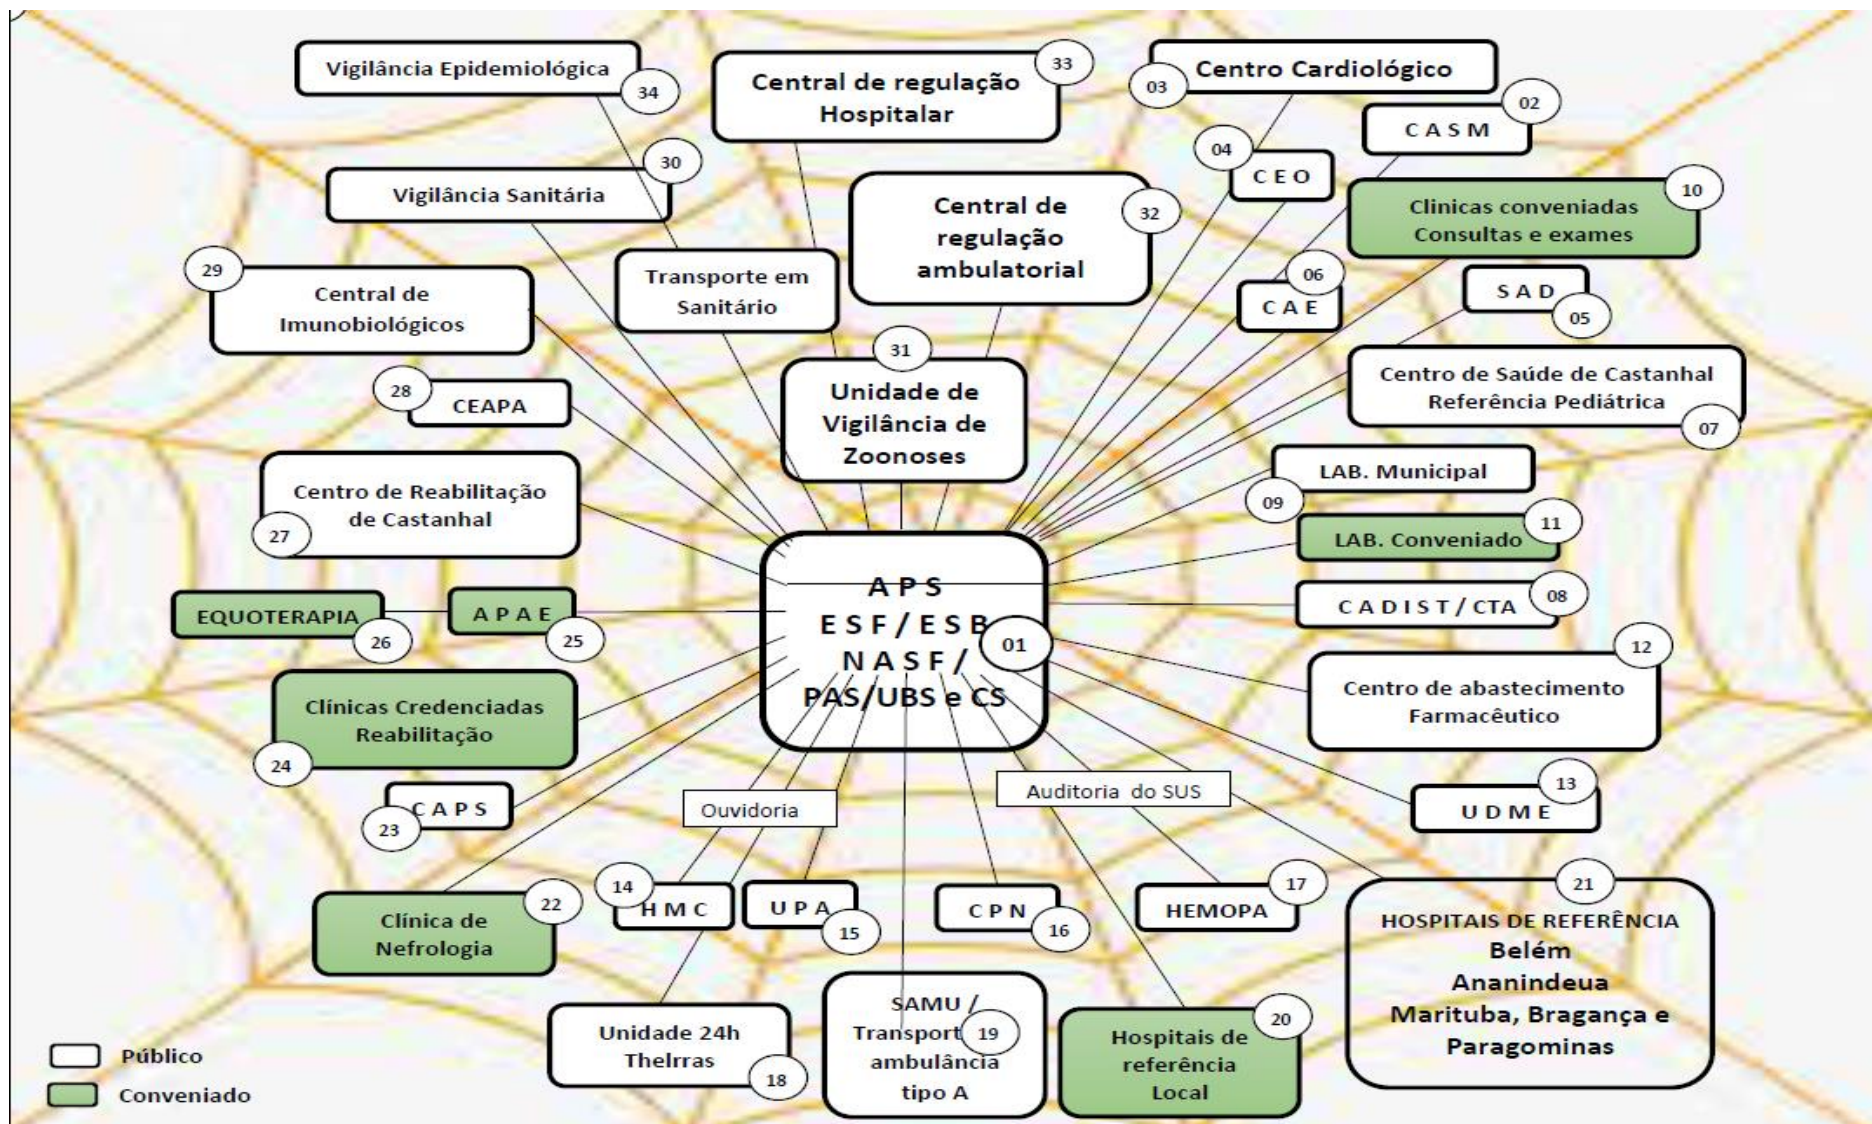 Vigilância Epidemiológica
34
Central de regulação
Hospitalar
33
Centro Cardiológico
03
C A S M
02
Vigilância Sanitária
30
Central de
regulação
ambulatorial
32
C E O
04
Clinicas conveniadas
Consultas e exames
10
Central de
Imunobiológicos
29
Transporte em
Sanitário
C A E
06
S A D
05
CEAPA
28
Unidade de
Vigilância de
Zoonoses
31
Centro de Saúde de Castanhal
Referência Pediátrica
07
Centro de Reabilitação
de Castanhal
27
LAB. Municipal
09
LAB. Conveniado
11
EQUOTERAPIA
26
A P A E
25
A P S
E S F / E S B
N A S F /
PAS/UBS e CS
01
C A D I S T / CTA
08
Clínicas Credenciadas
Reabilitação
24
Centro de abastecimento
Farmacêutico
12
C A P S
23
Ouvidoria
Auditoria do SUS
U D M E
13
Clínica de
Nefrologia
22
H M C
14
U P A
15
C P N
16
HEMOPA
17
HOSPITAIS DE REFERÊNCIA
Belém
Ananindeua
Marituba, Bragança e
Paragominas
21
Unidade 24h
Thelrras
18
SAMU /
Transport
ambulância
tipo A
19
Hospitais de
referência
Local
20
Público
Conveniado